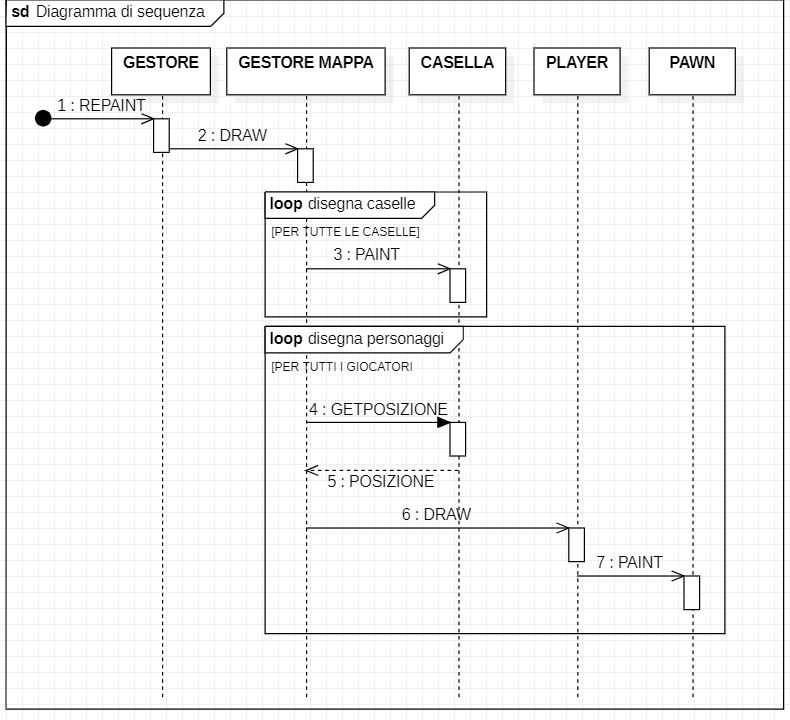 sd Diagramma di sequenza
GESTORE
GESTORE MAPPA
CASELLA
PLAYER
PAWN
1 : REPAINT
2 : DRAW
loop disegna caselle
[PER TUTTE LE CASELLE]
3 : PAINT
loop disegna personaggi
[PER TUTTI I GIOCATORI
4 : GETPOSIZIONE
5 : POSIZIONE
6 : DRAW
7 : PAINT